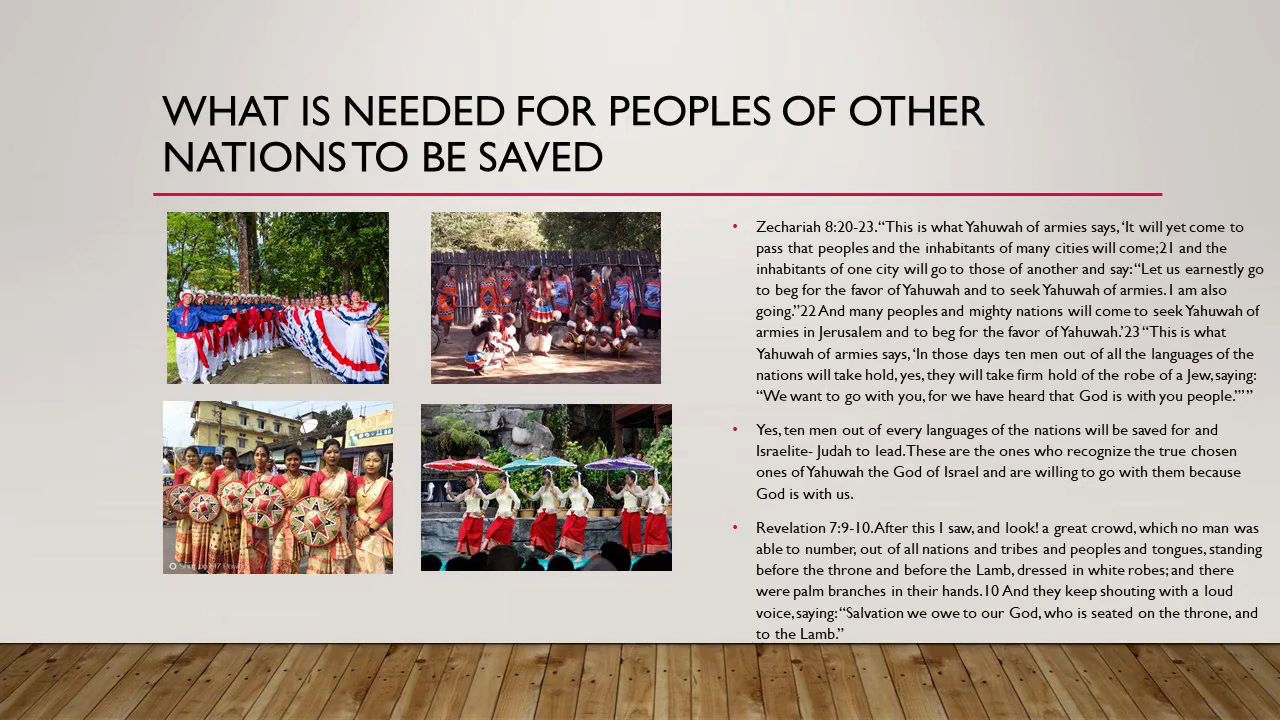 WHAT IS NEEDED FOR PEOPLES OF OTHER
NATIONS TO BE SAVED
• Zechariah 8:20-23.“This is what Yahuwah of armies says, ‘It will yet come to
pass that peoples and the inhabitants of many cities will come;21 and the
inhabitants of one city will go to those of another and say: “Let us earnestly go
to beg for the favor of Yahuwah and to seek Yahuwah of armies. I am also
going.”22 And many peoples and mighty nations will come to seek Yahuwah of
armies in Jerusalem and to beg for the favor of Yahuwah.’23 “This is what
Yahuwah of armies says, ‘In those days ten men out of all the languages of the
nations will take hold, yes, they will take firm hold of the robe of a Jew, saying:
“We want to go with you, for we have heard that God is with you people.”’”
• Yes, ten men out of every languages of the nations will be saved for and
Israelite- Judah to lead. These are the ones who recognize the true chosen
ones of Yahuwah the God of Israel and are willing to go with them because
God is with us.
• Revelation 7:9-10. After this I saw, and look! a great crowd, which no man was
able to number, out of all nations and tribes and peoples and tongues, standing
before the throne and before the Lamb, dressed in white robes; and there
were palm branches in their hands.10 And they keep shouting with a loud
voice, saying: “Salvation we owe to our God, who is seated on the throne, and
to the Lamb.”